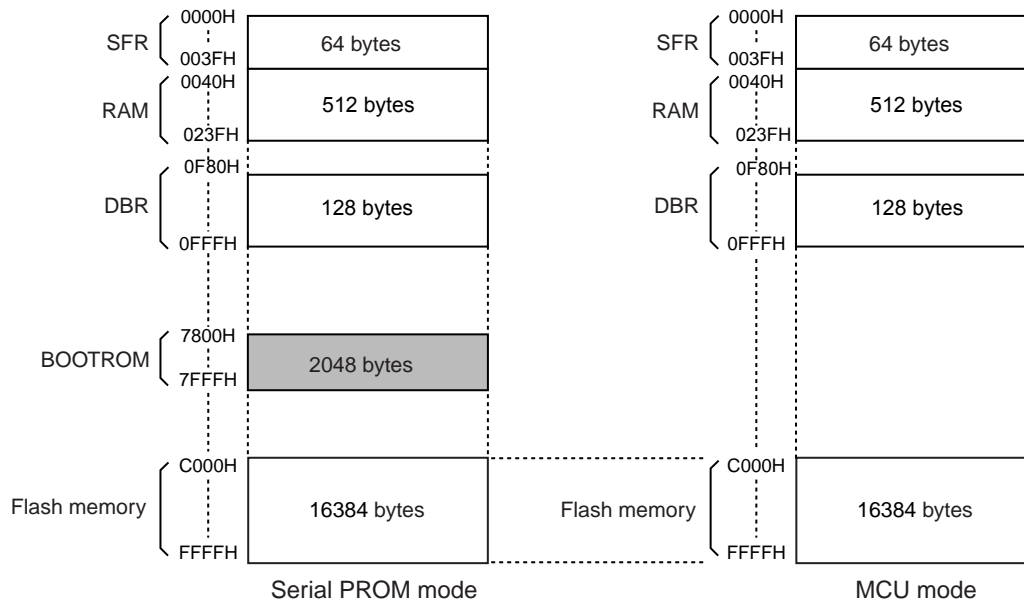 0000H
SFR
64 bytes
003FH
0040H
RAM
512 bytes
023FH
0F80H
DBR
128 bytes
0FFFH
7800H
BOOTROM
2048 bytes
7FFFH
C000H
Flash memory
16384 bytes
FFFFH
Serial PROM mode
0000H
SFR
64 bytes
003FH
0040H
RAM
512 bytes
023FH
0F80H
DBR
128 bytes
0FFFH
C000H
Flash memory
16384 bytes
FFFFH
MCU mode